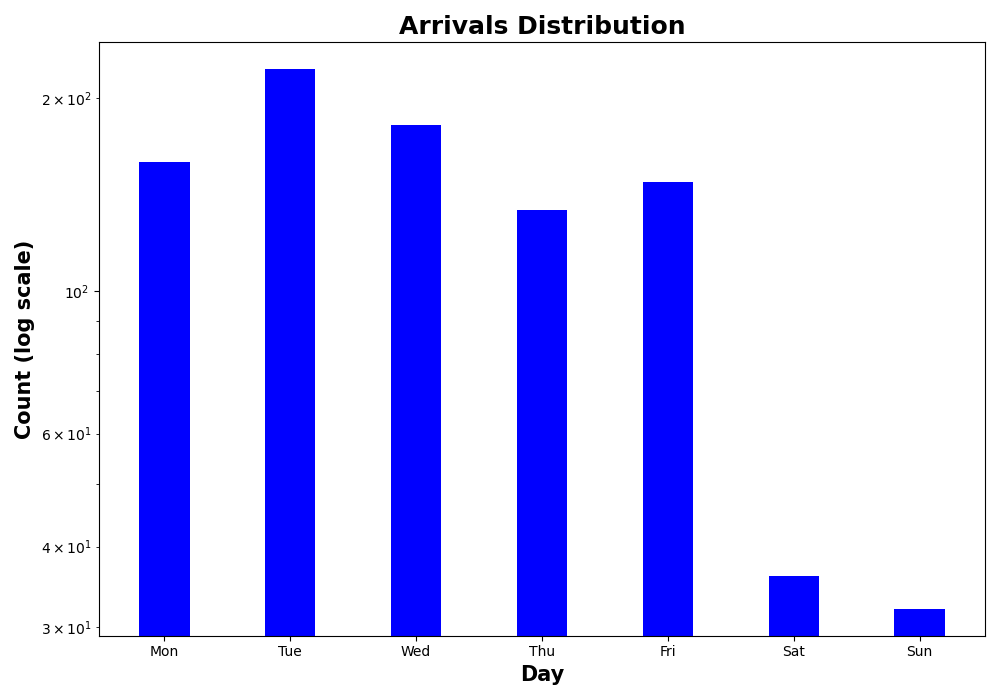 Arrivals Distribution
Count (log scale)
2 × 10²
10²
6 × 10¹
4 × 10¹
3 × 10¹
Mon Tue Wed Thu Fri Sat Sun
Day